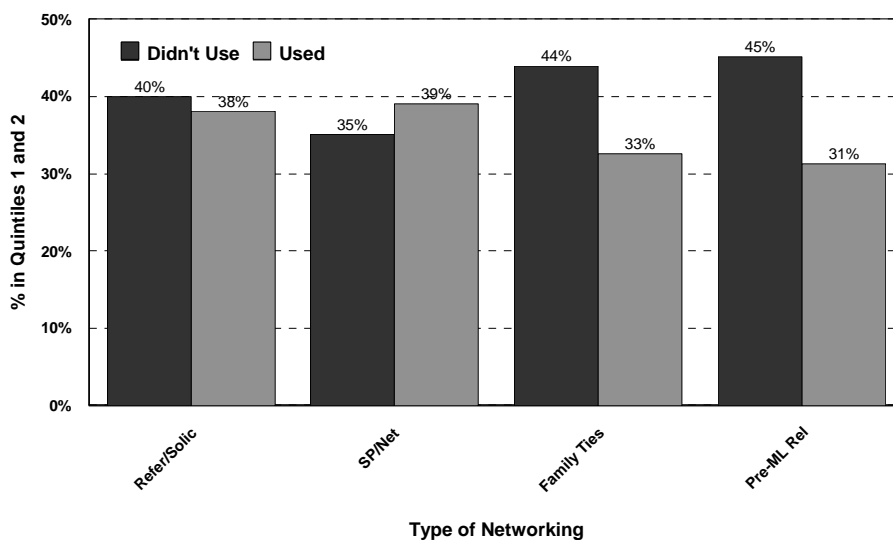 50%
40%
30%
20%
10%
0%
% in Quintiles 1 and 2
Didn't Use Used
40% 38% 35% 39% 44% 33% 45% 31%
Refer/Solic SP/Net Family Ties Pre-ML Rel
Type of Networking